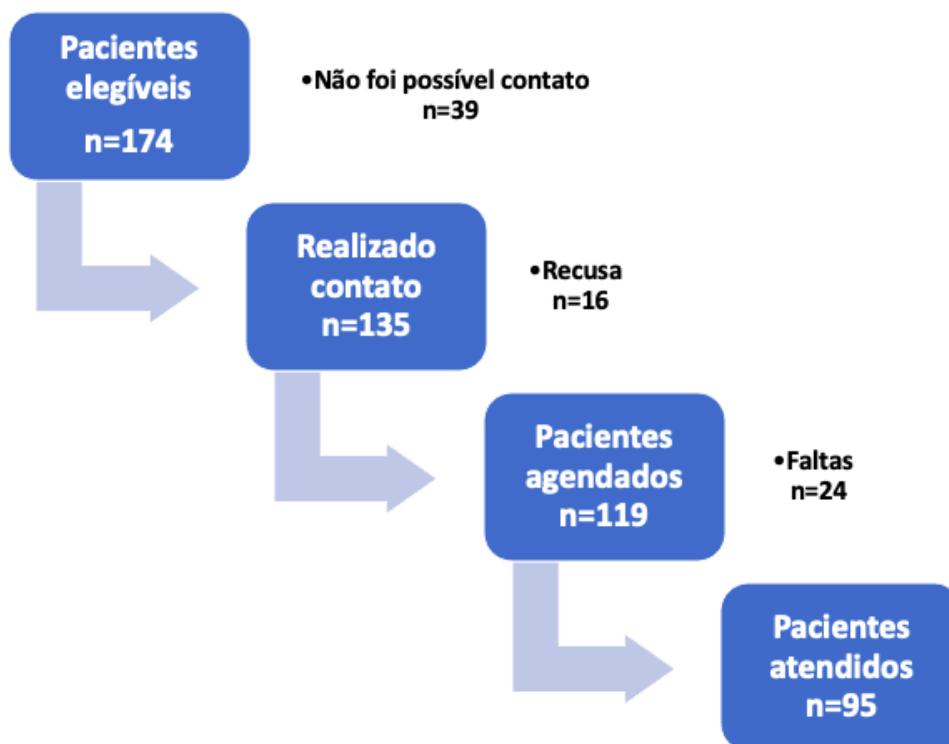 Pacientes
elegíveis
n=174
•Não foi possível contato
n=39
Realizado
contato
n=135
•Recusa
n=16
Pacientes
agendados
n=119
•Faltas
n=24
Pacientes
atendidos
n=95